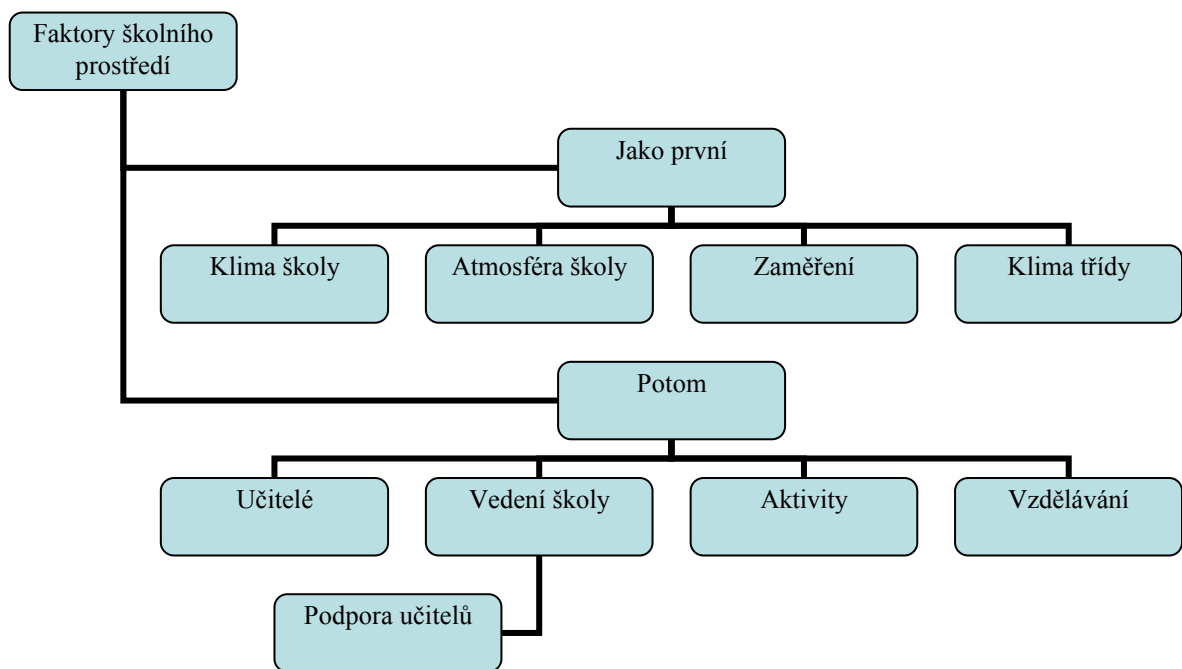 Faktory školního
prostředí
Jako první
Klima školy
Atmosféra školy
Zaměření
Klima třídy
Potom
Učitelé
Vedení školy
Aktivity
Vzdělávání
Podpora učitelů